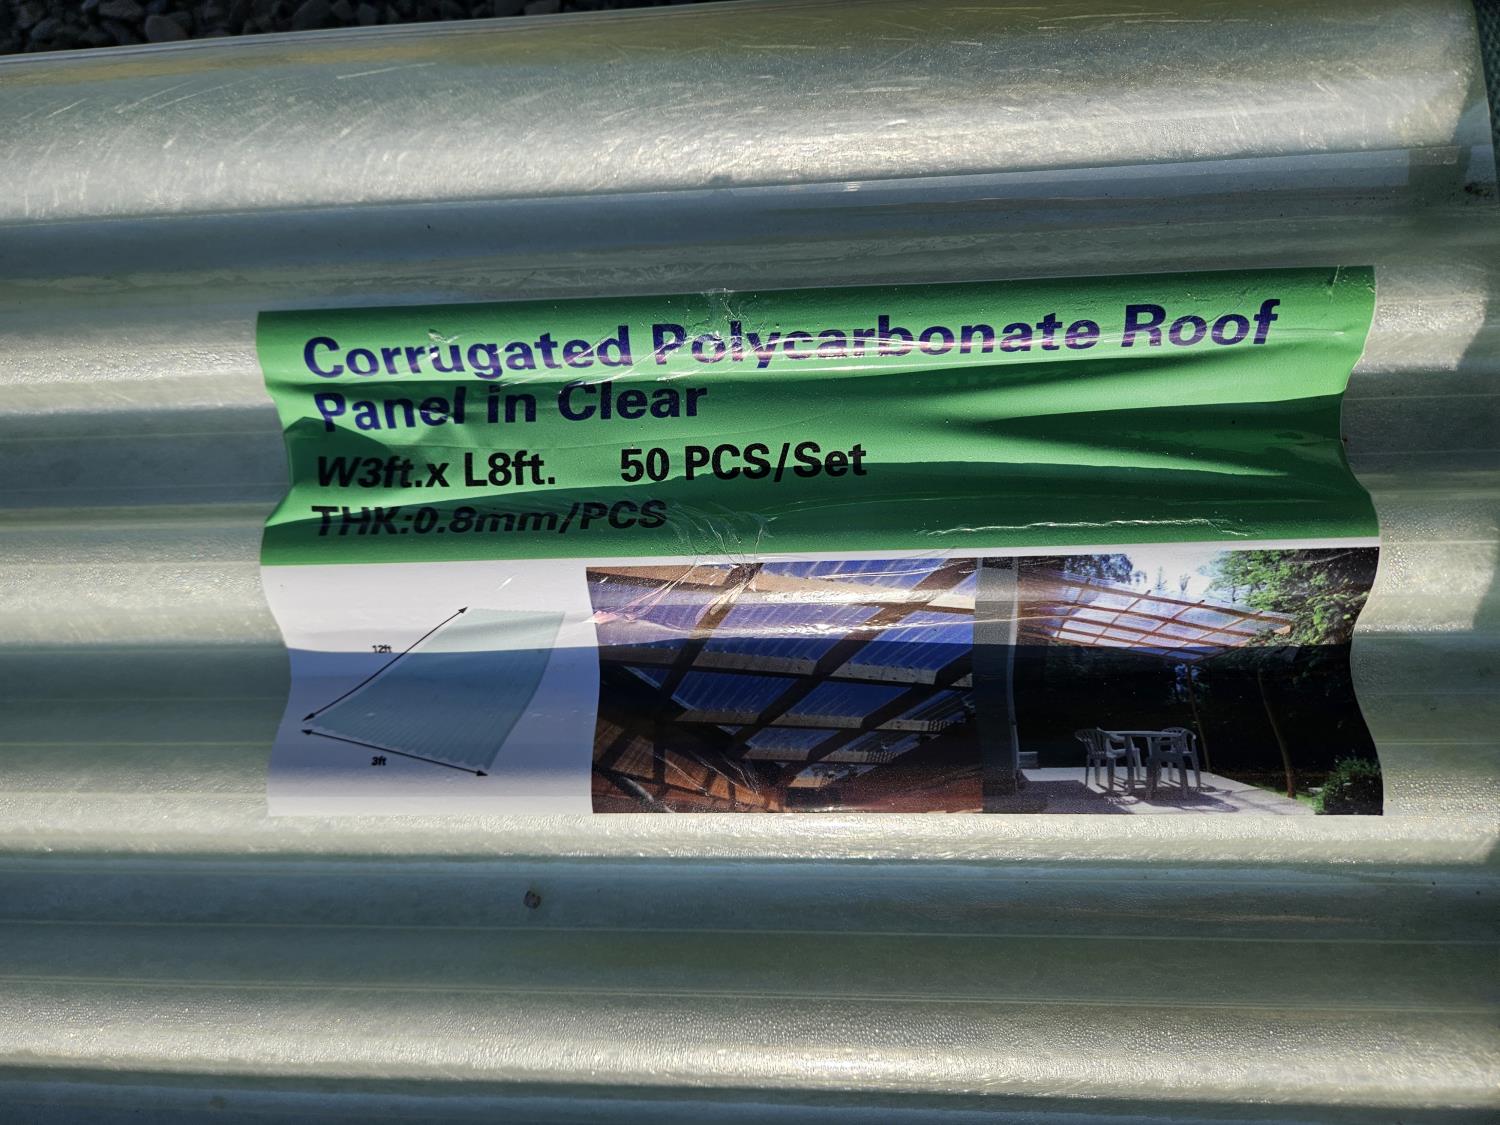 Corrugated Polycarbonate Roof
Panel in Clear
W3ft.x L8ft. 50 PCS/Set
THK:0.8mm/PCS
12ft
3ft